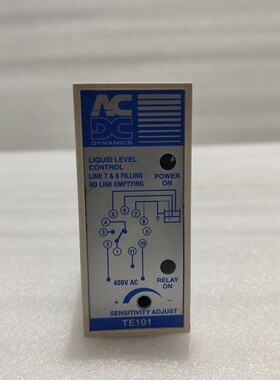 AC
DC
DYNAMICS
LIQUID LEVEL
CONTROL
LINK 7 & 8 FILLING
NO LINK EMPTYING
POWER
ON
5 6 7
4 8
3 9
2 10
1 11
400V AC
RELAY
ON
+ -
SENSITIVITY ADJUST
TE101